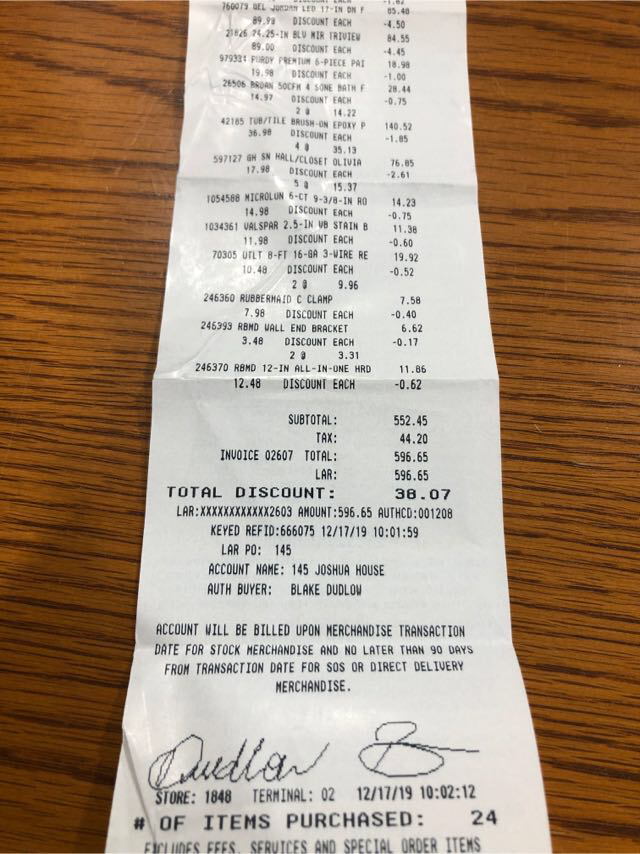 -1.82
760079 DEL JORDAN LED 17-IN DN F 85.48
89.98 DISCOUNT EACH -4.50
21826 24.25-IN BLV MIR TRIVIEW 84.55
89.00 DISCOUNT EACH -4.45
979334 PURDY PREMIUM 6-PIECE PAI 18.98
19.98 DISCOUNT EACH -1.00
26506 BROAN 50CFM 4 SONE BATH F 28.44
14.97 DISCOUNT EACH -0.75
2 @ 14.22
42185 TUB/TILE BRUSH-ON EPOXY P 140.52
36.98 DISCOUNT EACH -1.85
4 @ 35.13
597127 GH SN HALL/CLOSET OLIVIA 76.85
17.98 DISCOUNT EACH -2.61
5 @ 15.37
1054588 MICROLON 6-CT 9-3/8-IN RO 14.23
14.98 DISCOUNT EACH -0.75
1034361 VALSPAR 2.5-IN WB STAIN B 11.38
11.98 DISCOUNT EACH -0.60
70305 UTLT 8-FT 16-GA 3-WIRE RE 19.92
10.48 DISCOUNT EACH -0.52
2 @ 9.96
246360 RUBBERMAID C CLAMP 7.58
7.98 DISCOUNT EACH -0.40
246393 RBMD WALL END BRACKET 6.62
3.48 DISCOUNT EACH -0.17
2 @ 3.31
246370 RBMD 12-IN ALL-IN-ONE HRD 11.86
12.48 DISCOUNT EACH -0.62
SUBTOTAL: 552.45
TAX: 44.20
INVOICE 02607 TOTAL: 596.65
LAR: 596.65
TOTAL DISCOUNT: 38.07
LAR:XXXXXXXXXXXX2603 AMOUNT:596.65 AUTHCD:001208
KEYED REFID:666075 12/17/19 10:01:59
LAR PO: 145
ACCOUNT NAME: 145 JOSHUA HOUSE
AUTH BUYER: BLAKE DUDLOW
ACCOUNT WILL BE BILLED UPON MERCHANDISE TRANSACTION
DATE FOR STOCK MERCHANDISE AND NO LATER THAN 90 DAYS
FROM TRANSACTION DATE FOR SOS OR DIRECT DELIVERY
MERCHANDISE.
Dudlow
STORE: 1848 TERMINAL: 02 12/17/19 10:02:12
# OF ITEMS PURCHASED: 24
EXCLUDES FEES, SERVICES AND SPECIAL ORDER ITEMS